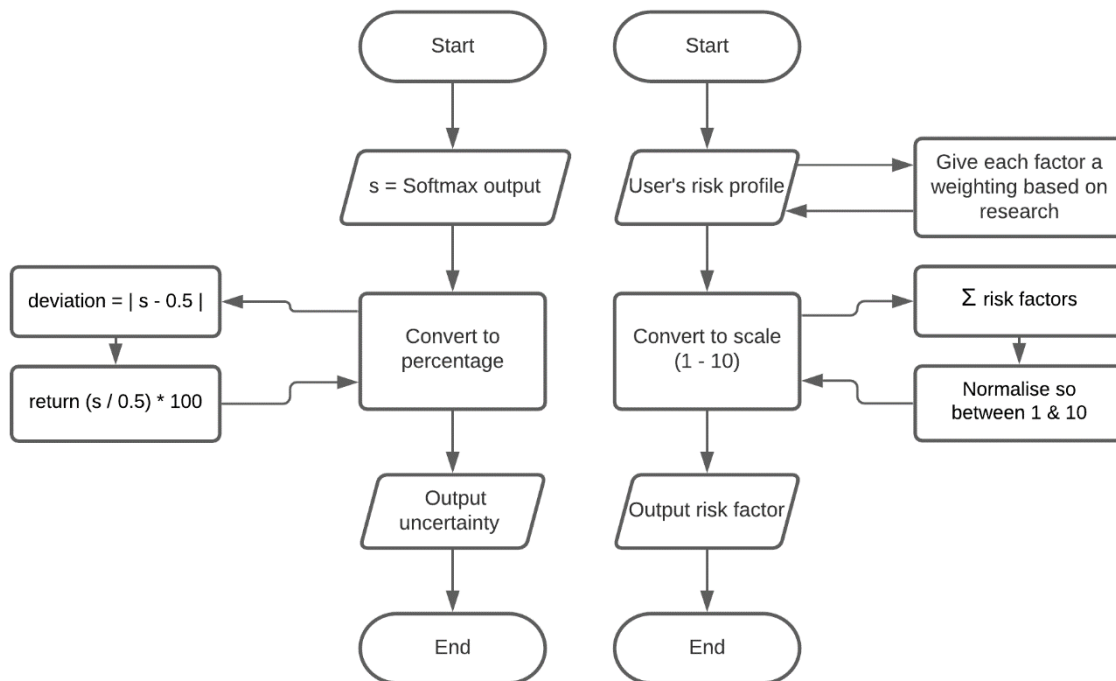 Start
s = Softmax output
deviation = | s - 0.5 |
return (s / 0.5) * 100
Convert to
percentage
Output
uncertainty
End
Start
User's risk profile
Give each factor a
weighting based on
research
Convert to scale
(1 - 10)
Σ risk factors
Normalise so
between 1 & 10
Output risk factor
End